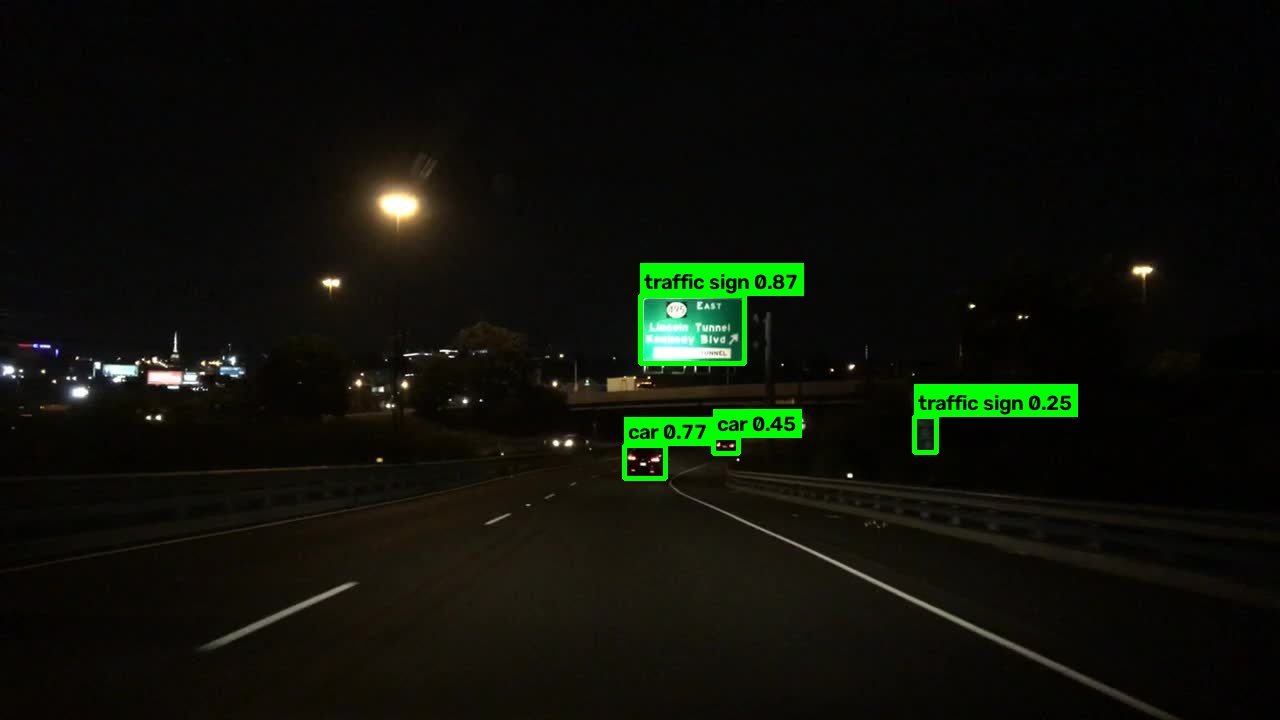 traffic sign 0.87
495 EAST
Lincoln Tunnel
Kennedy Blvd
TUNNEL
traffic sign 0.25
car 0.45
car 0.77